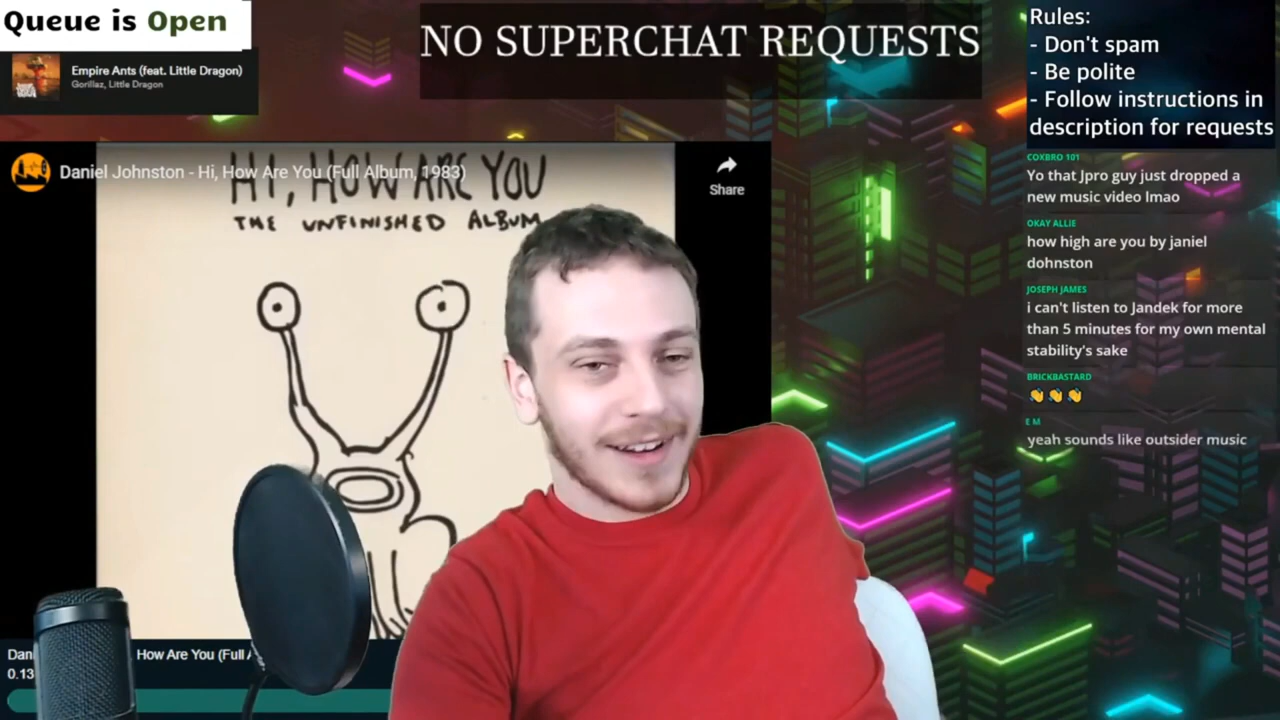 Queue is Open
Empire Ants (feat. Little Dragon)
Gorillaz, Little Dragon
NO SUPERCHAT REQUESTS
Rules:
- Don't spam
- Be polite
- Follow instructions in
description for requests
Daniel Johnston - Hi, How Are You (Full Album, 1983)
Share
HI, HOW ARE YOU
THE UNFINISHED ALBUM
COXBRO 101
Yo that Jpro guy just dropped a
new music video lmao
OKAY ALLIE
how high are you by janiel
dohnston
JOSEPH JAMES
i can't listen to Jandek for more
than 5 minutes for my own mental
stability's sake
BRICKBASTARD
👏👏👏
E M
yeah sounds like outsider music
Dan
How Are You (Full A
0.13